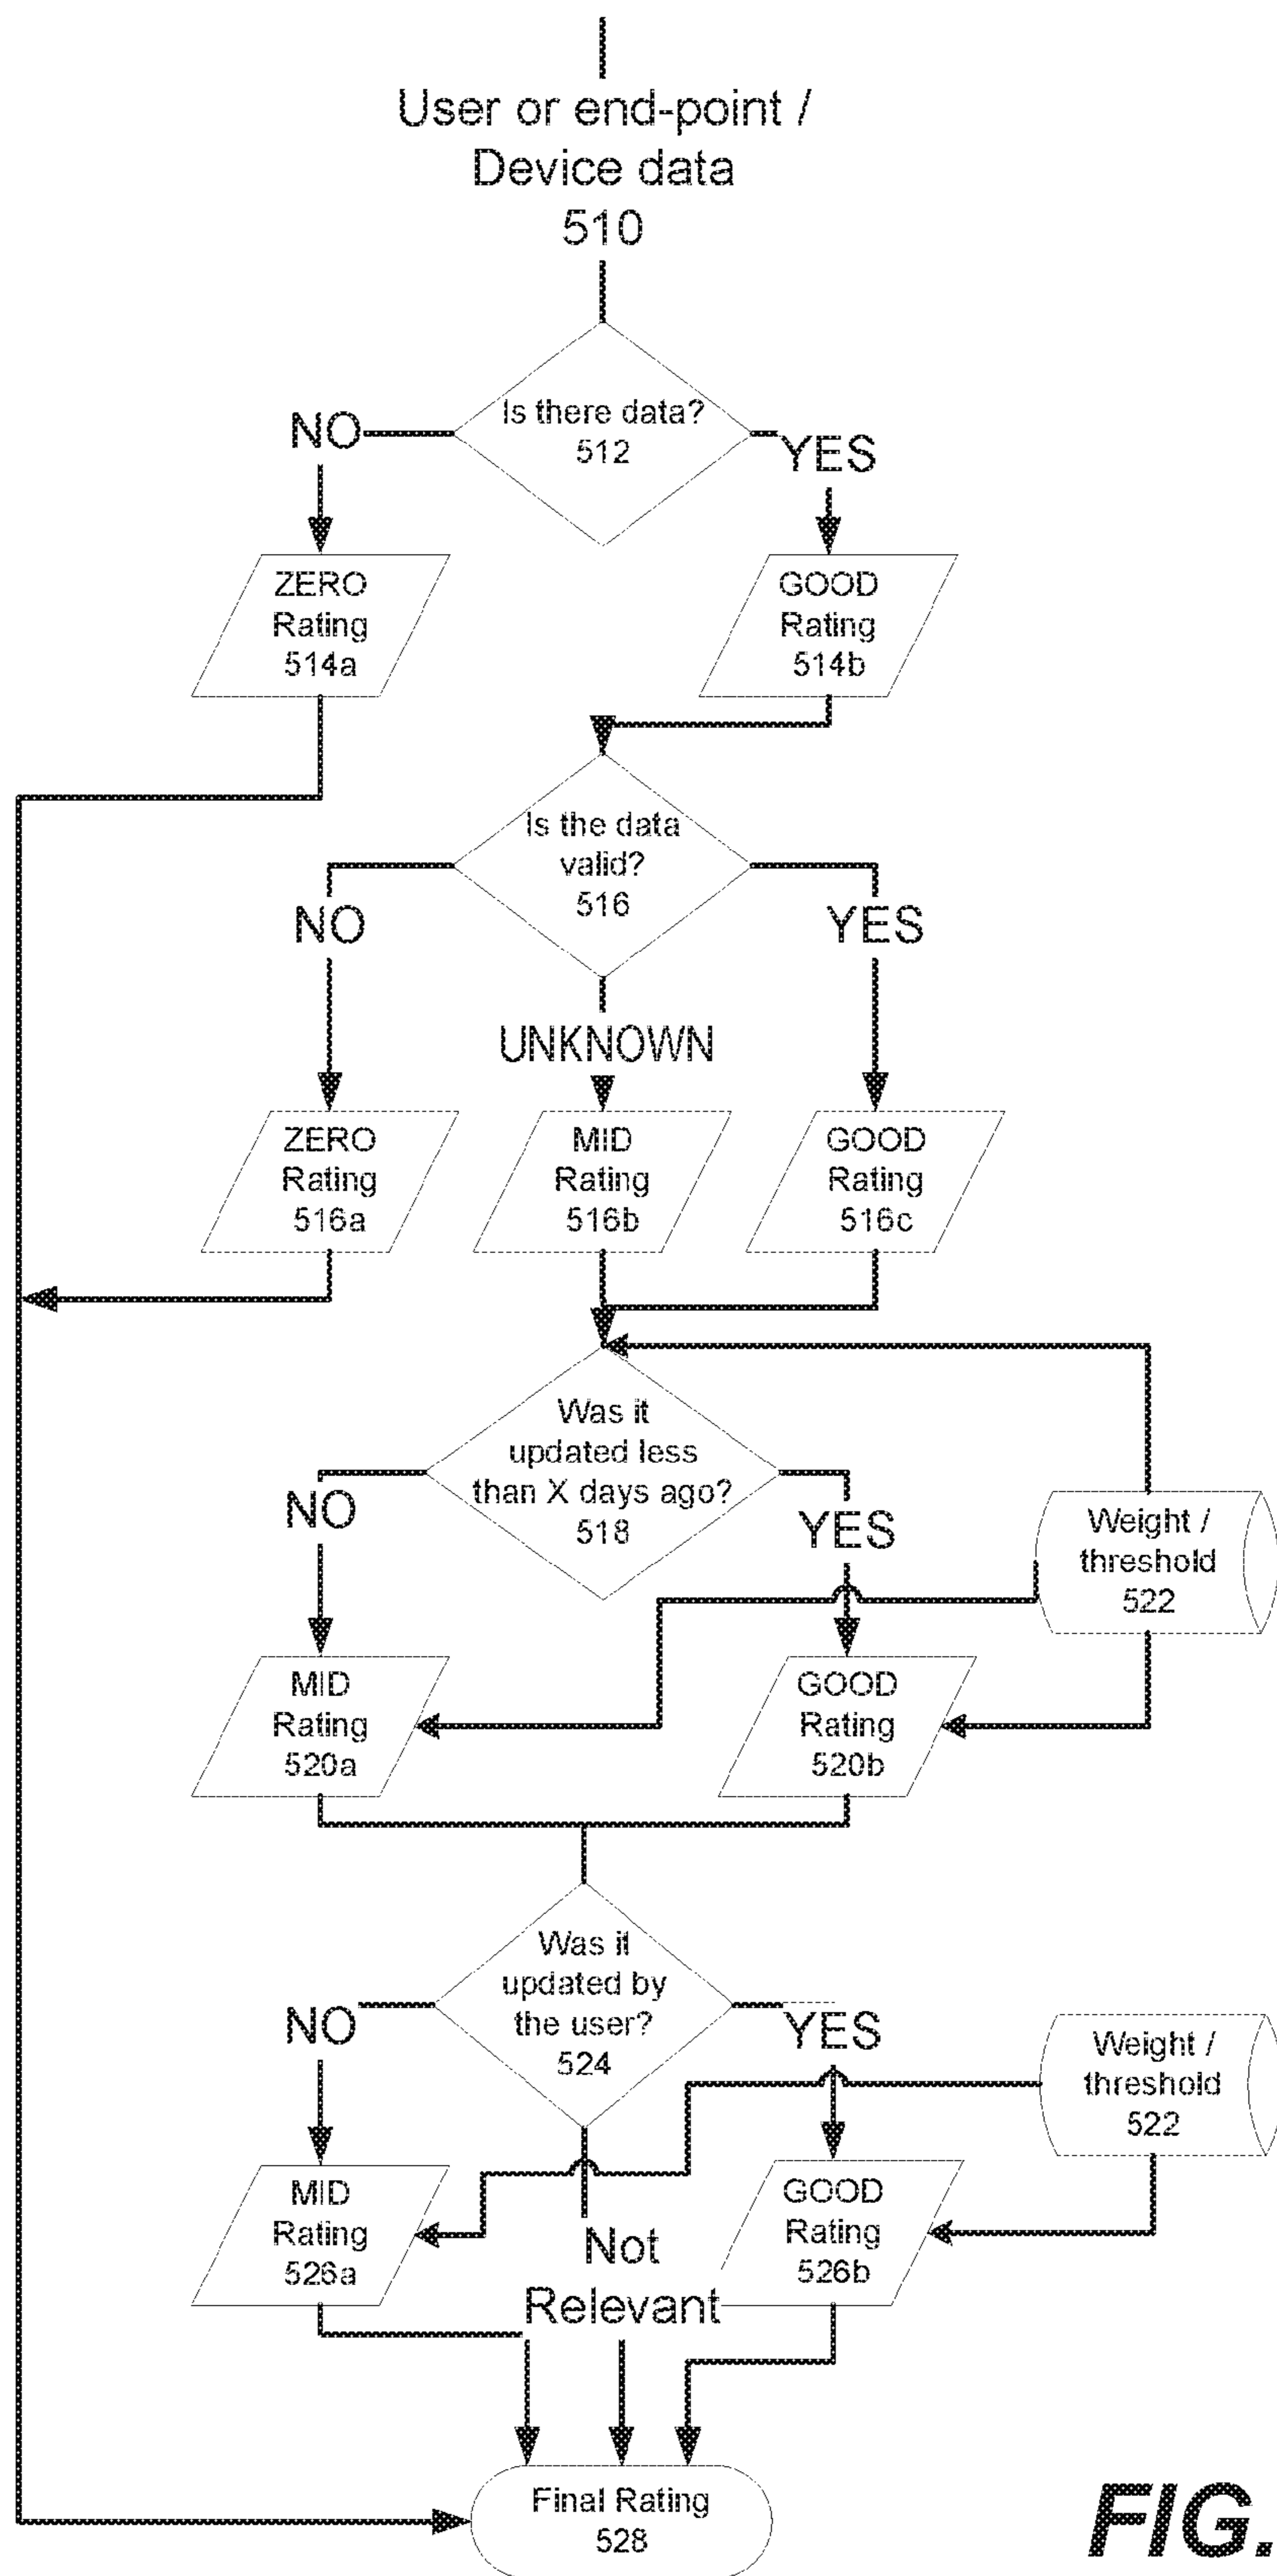 User or end-point /
Device data
510
Is there data?
512
NO
YES
ZERO
Rating
514a
GOOD
Rating
514b
Is the data
valid?
516
NO
YES
UNKNOWN
ZERO
Rating
516a
MID
Rating
516b
GOOD
Rating
516c
Was it
updated less
than X days ago?
518
NO
YES
Weight /
threshold
522
MID
Rating
520a
GOOD
Rating
520b
Was it
updated by
the user?
524
NO
YES
Weight /
threshold
522
MID
Rating
526a
GOOD
Rating
526b
Not
Relevant
Final Rating
528
FIG.